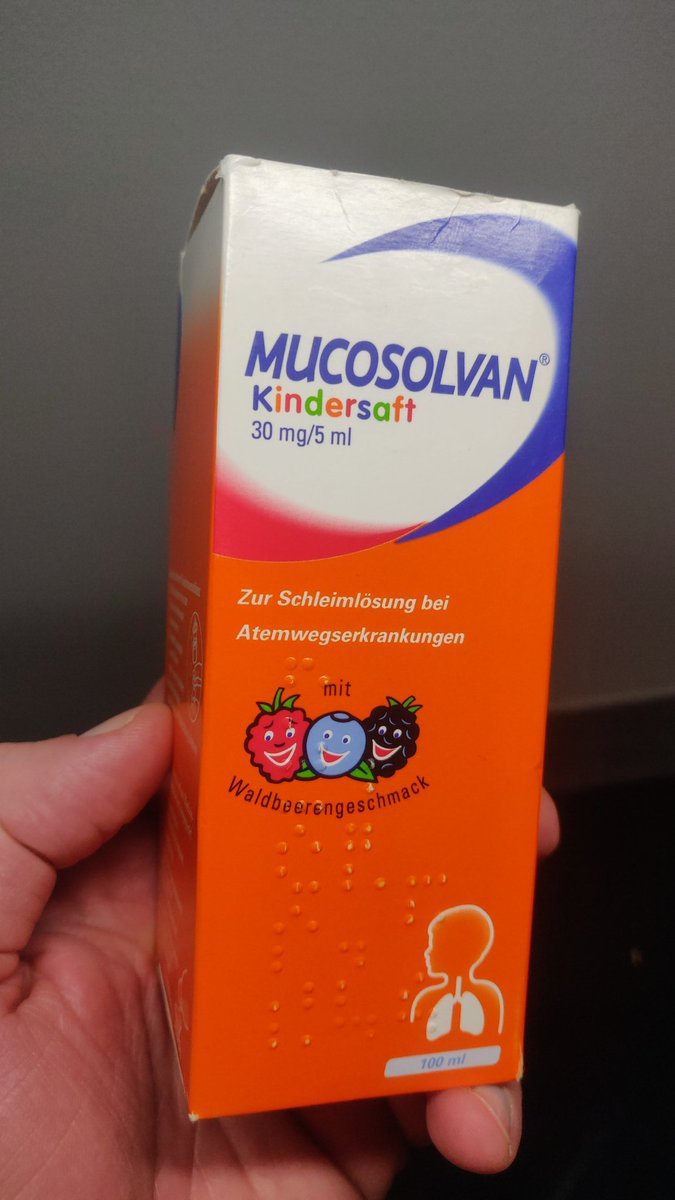 MUCOSOLVAN®
Kindersaft
30 mg/5 ml
Zur Schleimlösung bei
Atemwegserkrankungen
mit
Waldbeerengeschmack
100 ml